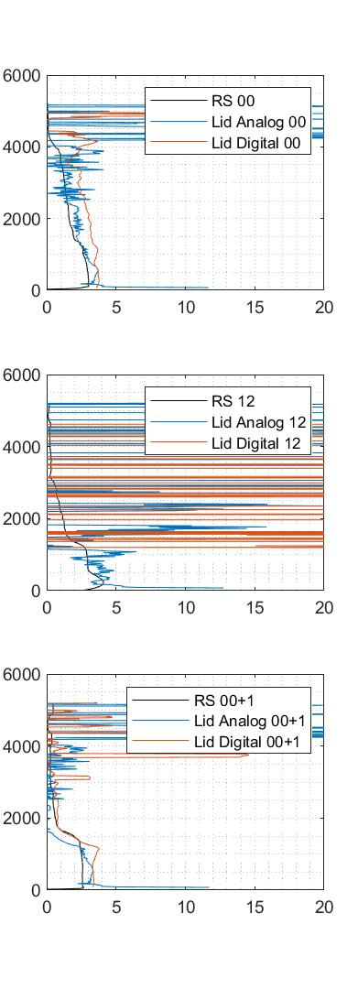 6000
RS 00
Lid Analog 00
Lid Digital 00
4000
2000
0
0 5 10 15 20
6000
RS 12
Lid Analog 12
Lid Digital 12
4000
2000
0
0 5 10 15 20
6000
RS 00+1
Lid Analog 00+1
Lid Digital 00+1
4000
2000
0
0 5 10 15 20